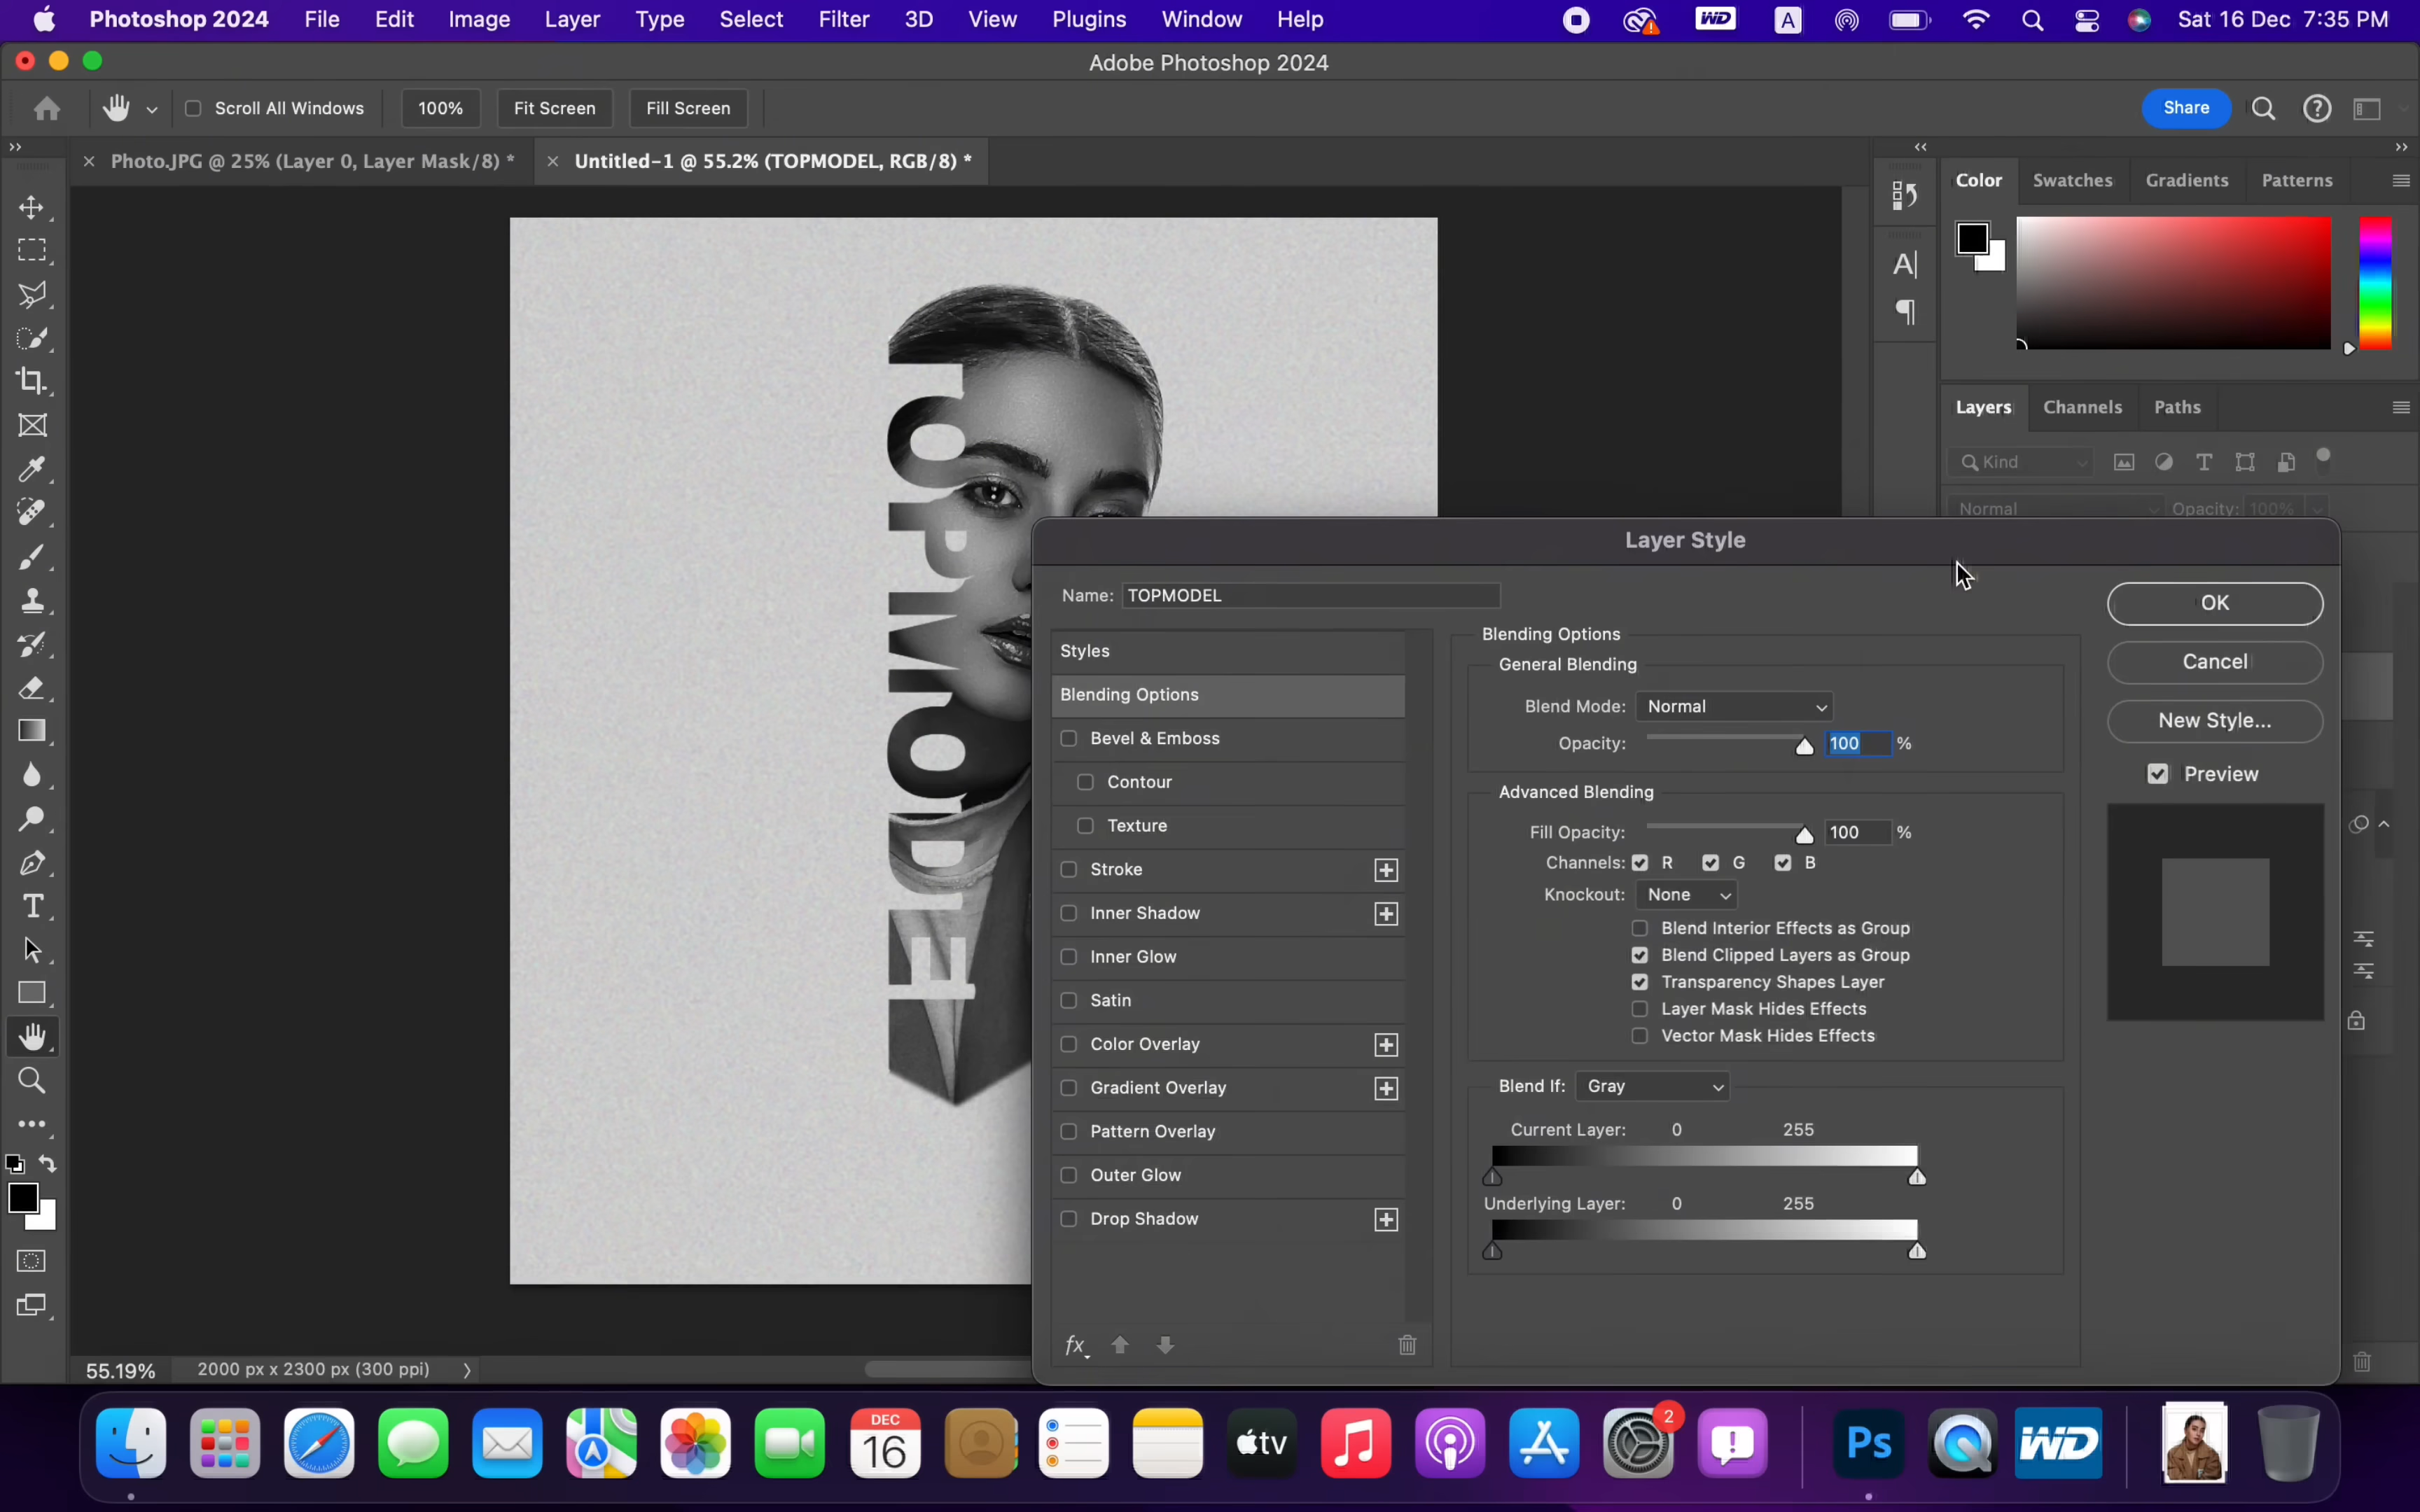 Photoshop 2024 File Edit Image Layer Type Select Filter 3D View Plugins Window Help WD A Sat 16 Dec 7:35 PM
Adobe Photoshop 2024
Scroll All Windows 100% Fit Screen Fill Screen Share
Photo.JPG @ 25% (Layer 0, Layer Mask/8) * Untitled-1 @ 55.2% (TOPMODEL, RGB/8) *
Color Swatches Gradients Patterns
Layers Channels Paths
Kind
Normal Opacity: 100%
TOPMODEL
Layer Style
Name: TOPMODEL
OK
Cancel
New Style...
Preview
Styles
Blending Options
Bevel & Emboss
Contour
Texture
Stroke
Inner Shadow
Inner Glow
Satin
Color Overlay
Gradient Overlay
Pattern Overlay
Outer Glow
Drop Shadow
fx
Blending Options
General Blending
Blend Mode: Normal
Opacity: 100 %
Advanced Blending
Fill Opacity: 100 %
Channels: R G B
Knockout: None
Blend Interior Effects as Group
Blend Clipped Layers as Group
Transparency Shapes Layer
Layer Mask Hides Effects
Vector Mask Hides Effects
Blend If: Gray
Current Layer: 0 255
Underlying Layer: 0 255
55.19% 2000 px x 2300 px (300 ppi)
DEC
16
tv
2
Ps
WD